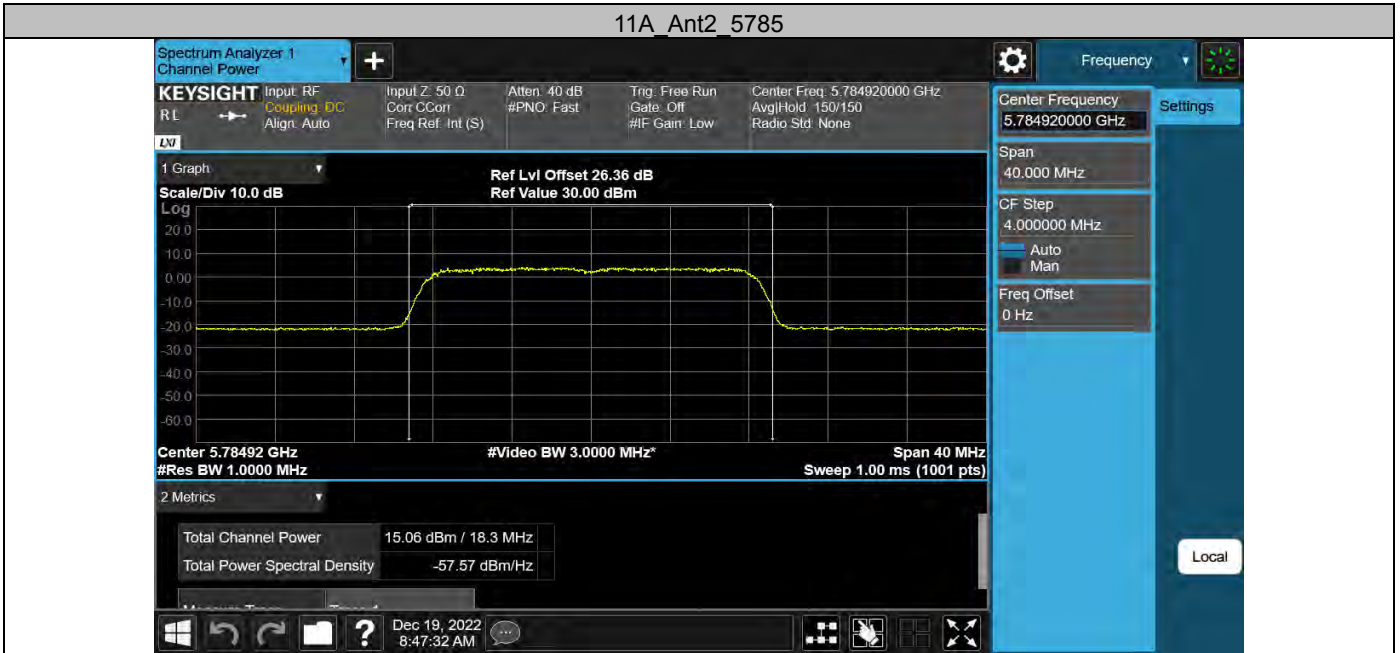 11A_Ant2_5785
Spectrum Analyzer 1
Channel Power
+
Frequency
KEYSIGHT
RL
LXI
Input: RF
Coupling: DC
Align: Auto
Input Z: 50 Ω
Corr CCorr
Freq Ref: Int (S)
Atten: 40 dB
#PNO: Fast
Trig: Free Run
Gate: Off
#IF Gain: Low
Center Freq: 5.784920000 GHz
Avg|Hold: 150/150
Radio Std: None
Center Frequency
5.784920000 GHz
Settings
Span
40.000 MHz
CF Step
4.000000 MHz
Auto
Man
Freq Offset
0 Hz
1 Graph
Scale/Div 10.0 dB
Ref Lvl Offset 26.36 dB
Ref Value 30.00 dBm
Log
20.0
10.0
0.00
-10.0
-20.0
-30.0
-40.0
-50.0
-60.0
Center 5.78492 GHz
#Video BW 3.0000 MHz*
Span 40 MHz
#Res BW 1.0000 MHz
Sweep 1.00 ms (1001 pts)
2 Metrics
Total Channel Power
15.06 dBm / 18.3 MHz
Total Power Spectral Density
-57.57 dBm/Hz
Local
?
Dec 19, 2022
8:47:32 AM